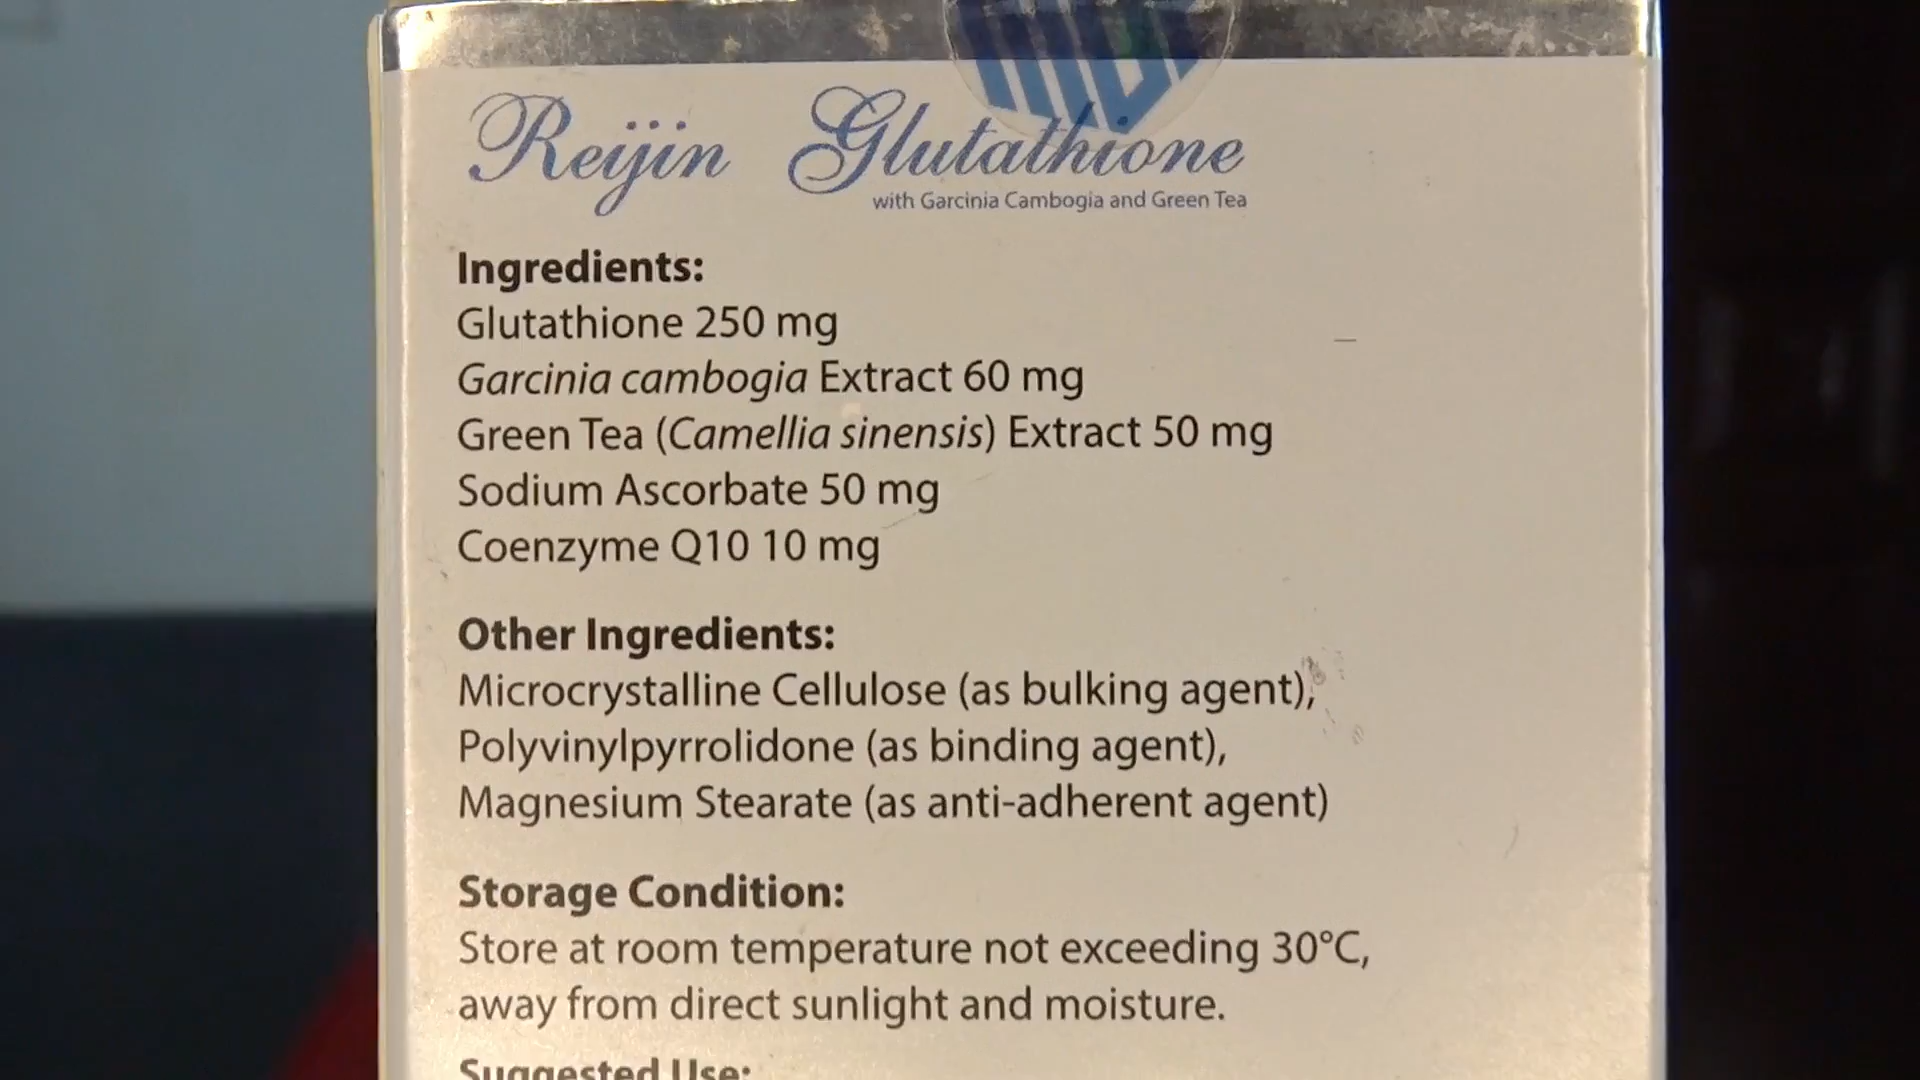 Reijin Glutathione
with Garcinia Cambogia and Green Tea
Ingredients:
Glutathione 250 mg
Garcinia cambogia Extract 60 mg
Green Tea (Camellia sinensis) Extract 50 mg
Sodium Ascorbate 50 mg
Coenzyme Q10 10 mg
Other Ingredients:
Microcrystalline Cellulose (as bulking agent),
Polyvinylpyrrolidone (as binding agent),
Magnesium Stearate (as anti-adherent agent)
Storage Condition:
Store at room temperature not exceeding 30°C,
away from direct sunlight and moisture.
Suggested Use: